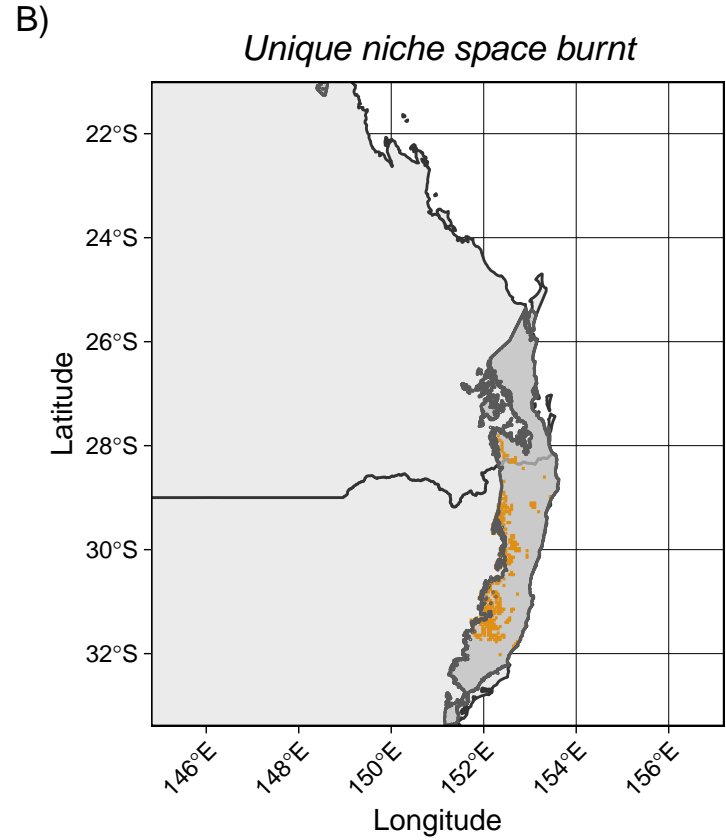 B)
Unique niche space burnt
22°S
24°S
26°S
28°S
30°S
32°S
Latitude
146°E
148°E
150°E
152°E
154°E
156°E
Longitude